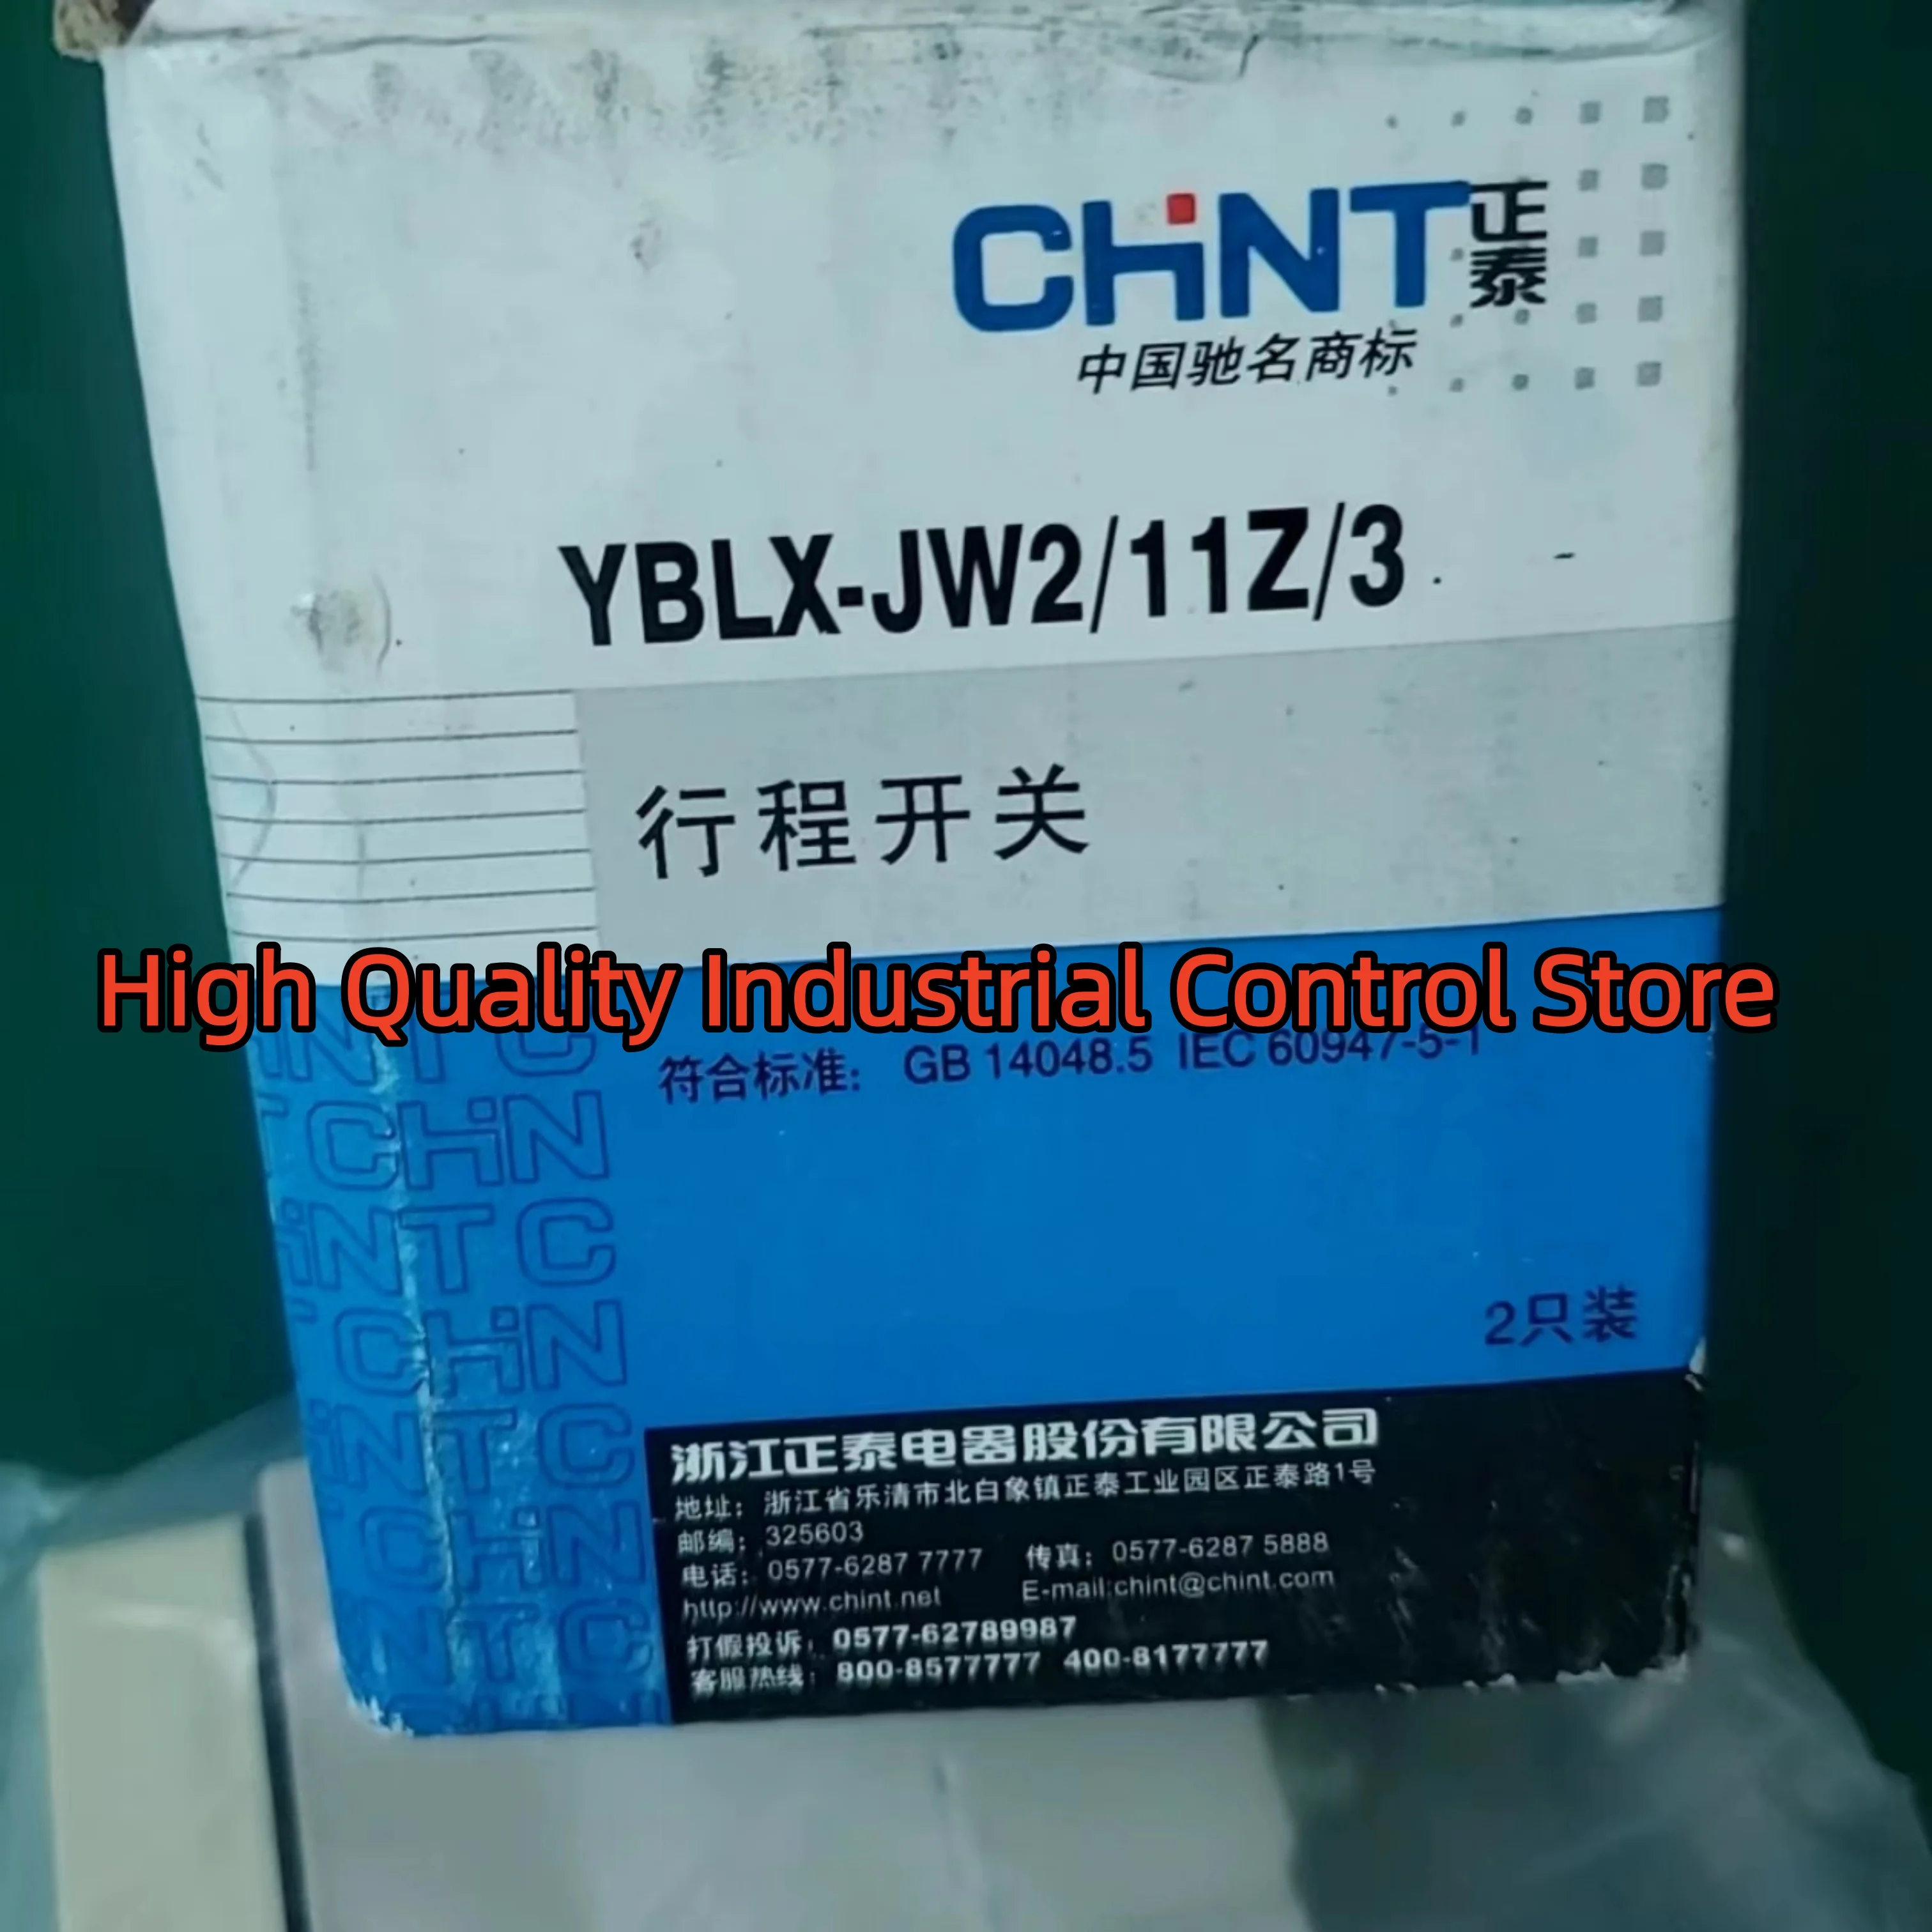 CHINT正泰
中国驰名商标
YBLX-JW2/11Z/3
行程开关
High Quality Industrial Control Store
符合标准： GB 14048.5 IEC 60947-5-1
2只装
浙江正泰电器股份有限公司
地址：浙江省乐清市北白象镇正泰工业园区正泰路1号
邮编：325603
电话：0577-6287 7777 传真：0577-6287 5888
http://www.chint.net E-mail:chint@chint.com
打假投诉：0577-62789987
客服热线：800-8577777 400-8177777